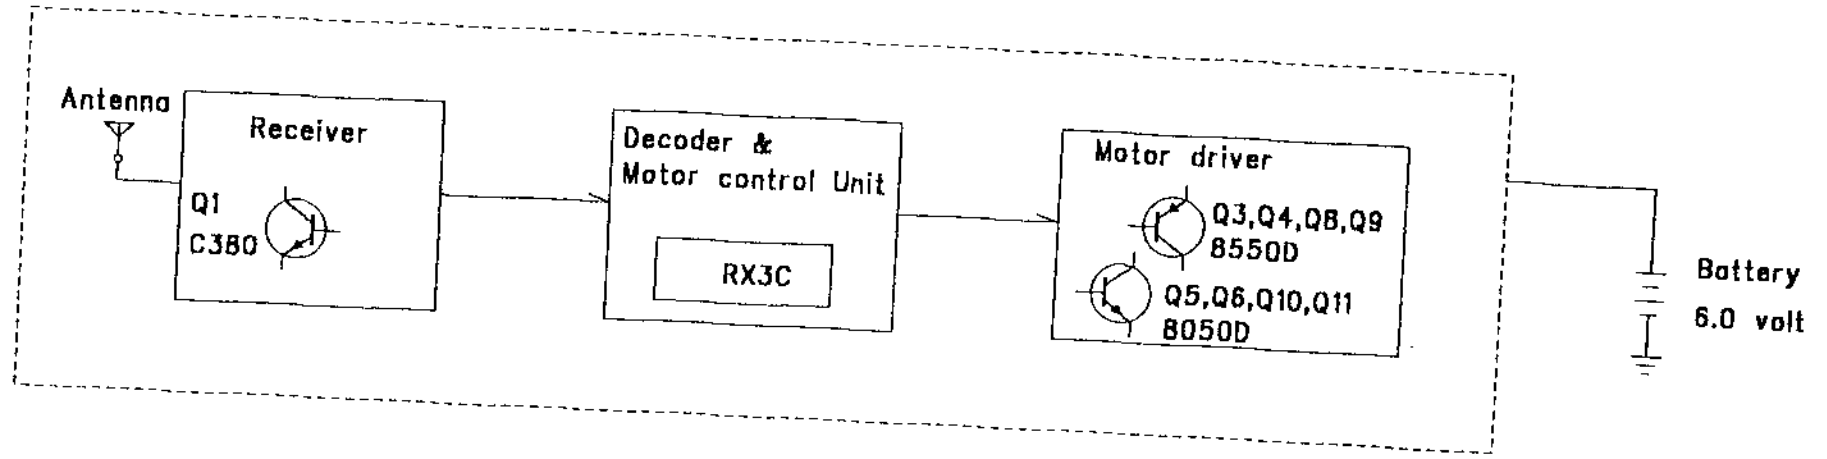 Antenna
Receiver
Q1
C380
Decoder &
Motor control Unit
RX3C
Motor driver
Q3,Q4,Q8,Q9
8550D
Q5,Q6,Q10,Q11
8050D
Battery
6.0 volt